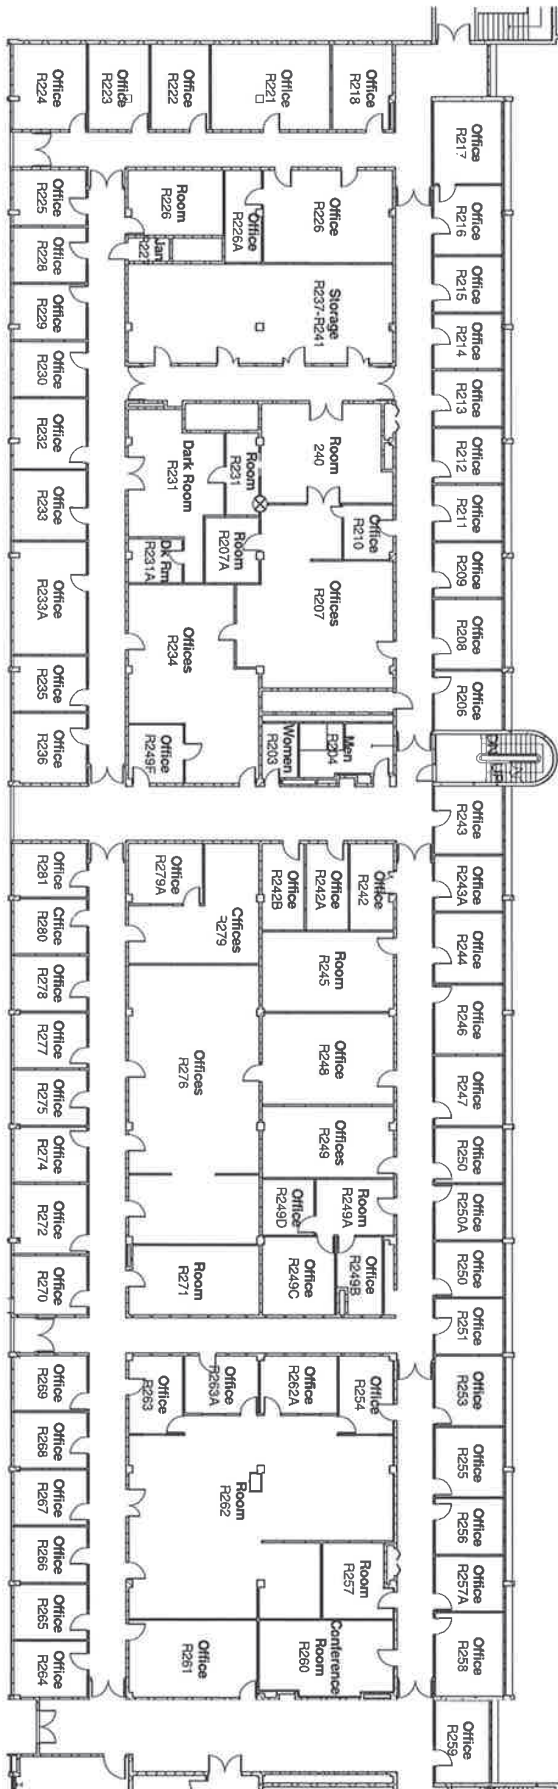 Office
R217
Office
R216
Office
R215
Office
R214
Office
R213
Office
R212
Office
R211
Office
R209
Office
R208
Office
R206
DN
UP
Office
R243
Office
R243A
Office
R244
Office
R246
Office
R247
Office
R250
Office
R250A
Office
R250
Office
R251
Office
R253
Office
R255
Office
R256
Office
R257A
Office
R258
Office
R259
Office
R218
Office
R221
Office
R222
Office
R223
Office
R224
Office
R226
Office
R226A
Room
R226
Jan
R227
Storage
R237-R241
Room
240
Room
R231
Dark Room
R231
Office
R210
Room
R207A
Dk Rm
R231A
Offices
R207
Offices
R234
Men
R204
Women
R203
Office
R249F
Office
R242
Office
R242A
Office
R242B
Office
R279A
Offices
R279
Room
R245
Office
R248
Offices
R249
Offices
R276
Room
R249A
Office
R249D
Office
R249B
Office
R249C
Room
R271
Office
R254
Office
R262A
Office
R263A
Office
R263
Room
R262
Room
R257
Conference
Room
R260
Office
R261
Office
R225
Office
R228
Office
R229
Office
R230
Office
R232
Office
R233
Office
R233A
Office
R235
Office
R236
Office
R281
Office
R280
Office
R278
Office
R277
Office
R275
Office
R274
Office
R272
Office
R270
Office
R269
Office
R268
Office
R267
Office
R266
Office
R265
Office
R264